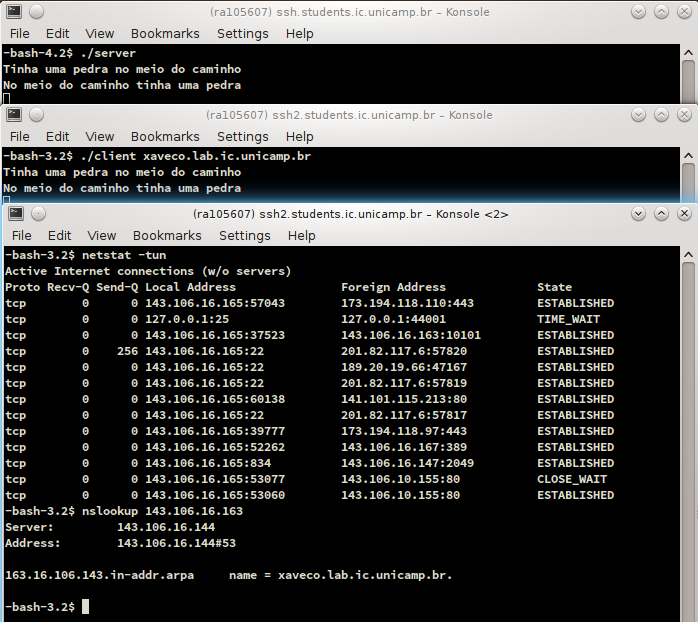 (ra105607) ssh.students.ic.unicamp.br – Konsole
File Edit View Bookmarks Settings Help
-bash-4.2$ ./server
Tinha uma pedra no meio do caminho
No meio do caminho tinha uma pedra
(ra105607) ssh2.students.ic.unicamp.br – Konsole
File Edit View Bookmarks Settings Help
-bash-3.2$ ./client xaveco.lab.ic.unicamp.br
Tinha uma pedra no meio do caminho
No meio do caminho tinha uma pedra
(ra105607) ssh2.students.ic.unicamp.br – Konsole <2>
File Edit View Bookmarks Settings Help
-bash-3.2$ netstat -tun
Active Internet connections (w/o servers)
Proto Recv-Q Send-Q Local Address Foreign Address State
tcp 0 0 143.106.16.165:57043 173.194.118.110:443 ESTABLISHED
tcp 0 0 127.0.0.1:25 127.0.0.1:44001 TIME_WAIT
tcp 0 0 143.106.16.165:37523 143.106.16.163:10101 ESTABLISHED
tcp 0 256 143.106.16.165:22 201.82.117.6:57820 ESTABLISHED
tcp 0 0 143.106.16.165:22 189.20.19.66:47167 ESTABLISHED
tcp 0 0 143.106.16.165:22 201.82.117.6:57819 ESTABLISHED
tcp 0 0 143.106.16.165:60138 141.101.115.213:80 ESTABLISHED
tcp 0 0 143.106.16.165:22 201.82.117.6:57817 ESTABLISHED
tcp 0 0 143.106.16.165:39777 173.194.118.97:443 ESTABLISHED
tcp 0 0 143.106.16.165:52262 143.106.16.167:389 ESTABLISHED
tcp 0 0 143.106.16.165:834 143.106.16.147:2049 ESTABLISHED
tcp 0 0 143.106.16.165:53077 143.106.10.155:80 CLOSE_WAIT
tcp 0 0 143.106.16.165:53060 143.106.10.155:80 ESTABLISHED
-bash-3.2$ nslookup 143.106.16.163
Server: 143.106.16.144
Address: 143.106.16.144#53
163.16.106.143.in-addr.arpa name = xaveco.lab.ic.unicamp.br.
-bash-3.2$